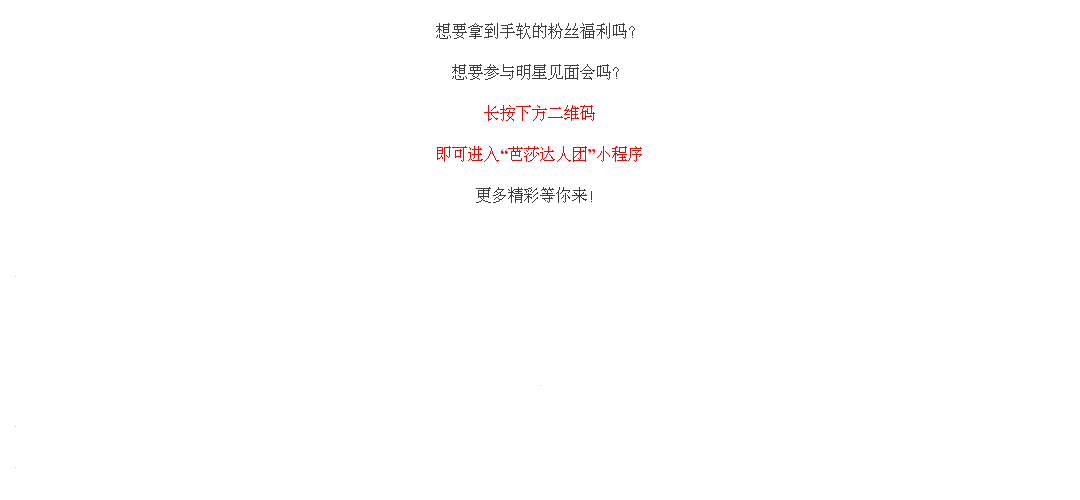 想要拿到手软的粉丝福利吗?
想要参与明星见面会吗?
长按下方二维码
即可进入“芭莎达人团”小程序
更多精彩等你来!